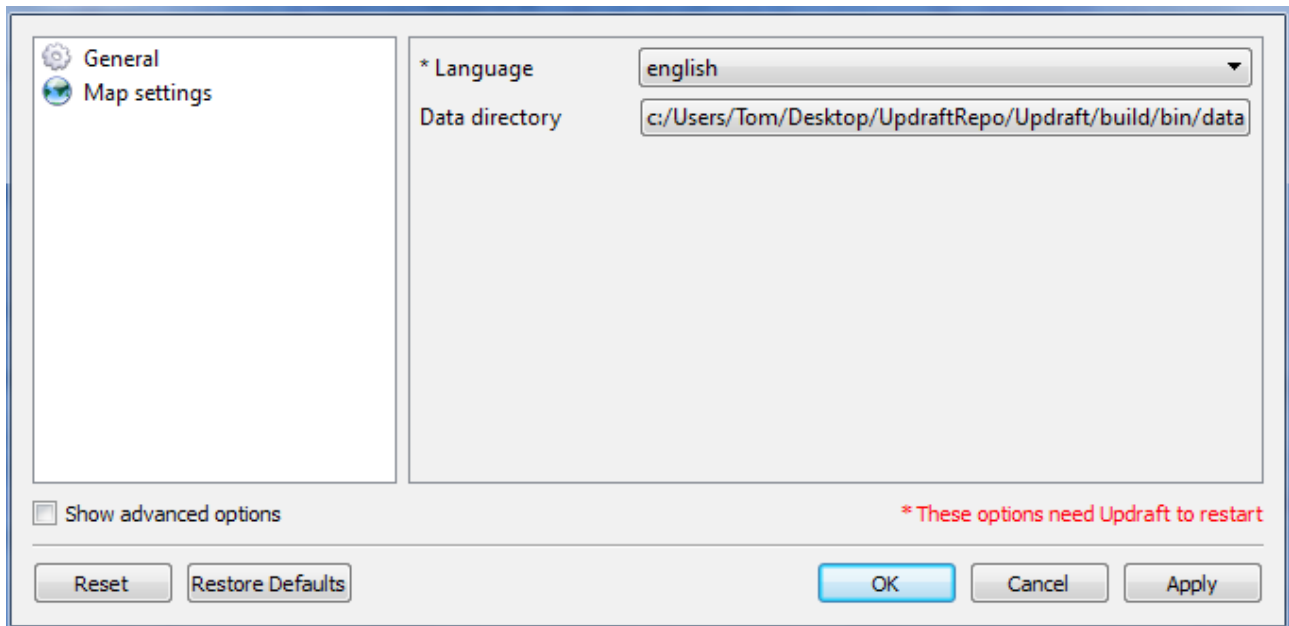 General
Map settings
* Language
english
Data directory
c:/Users/Tom/Desktop/UpdraftRepo/Updraft/build/bin/data
Show advanced options
* These options need Updraft to restart
Reset
Restore Defaults
OK
Cancel
Apply